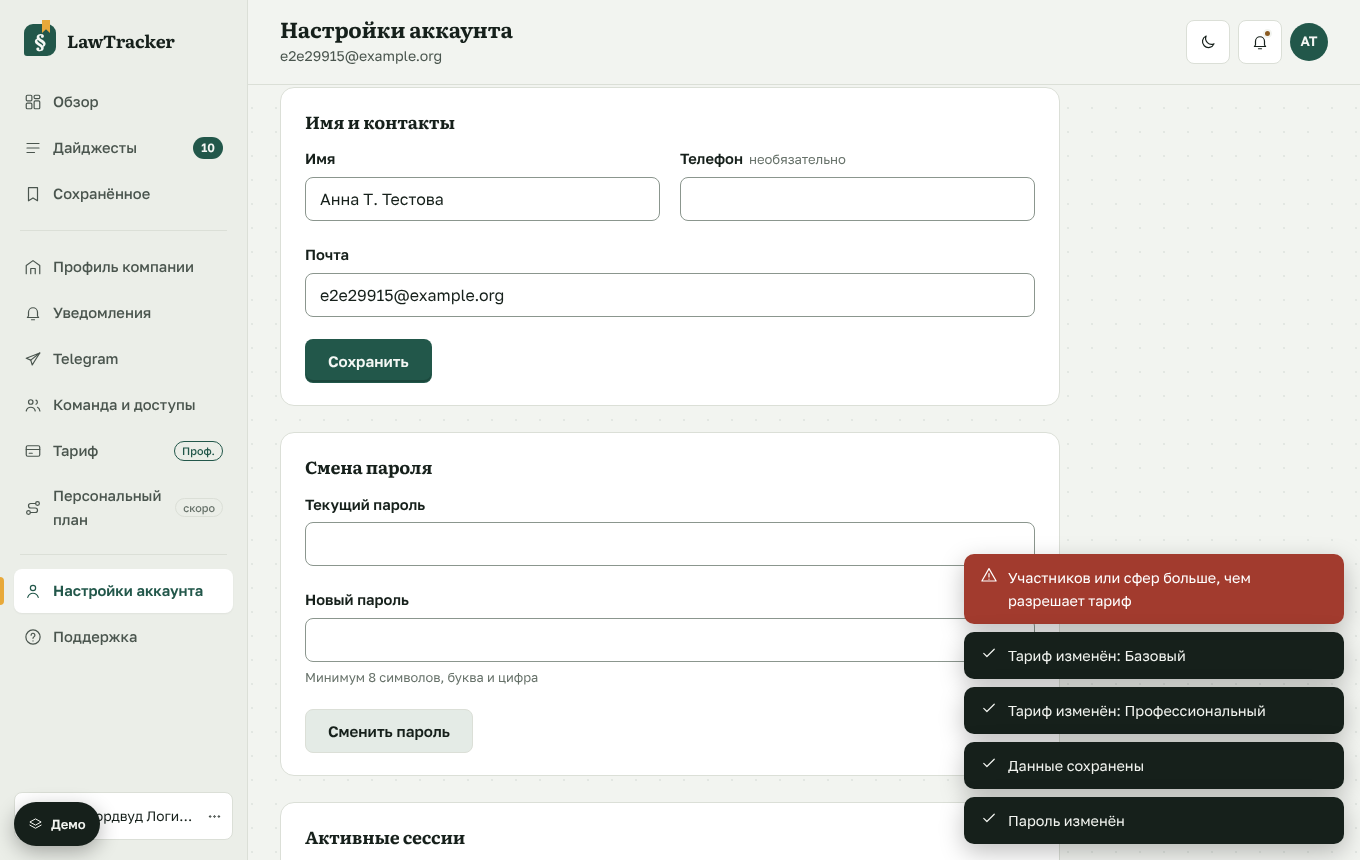 § LawTracker
Обзор
Дайджесты 10
Сохранённое
Профиль компании
Уведомления
Telegram
Команда и доступы
Тариф Проф.
Персональный
план
скоро
Настройки аккаунта
Поддержка
ордвуд Логи... ...
Демо
Настройки аккаунта
e2e29915@example.org
АТ
Имя и контакты
Имя
Анна Т. Тестова
Телефон необязательно
Почта
e2e29915@example.org
Сохранить
Смена пароля
Текущий пароль
Новый пароль
Минимум 8 символов, буква и цифра
Сменить пароль
Активные сессии
Участников или сфер больше, чем
разрешает тариф
Тариф изменён: Базовый
Тариф изменён: Профессиональный
Данные сохранены
Пароль изменён